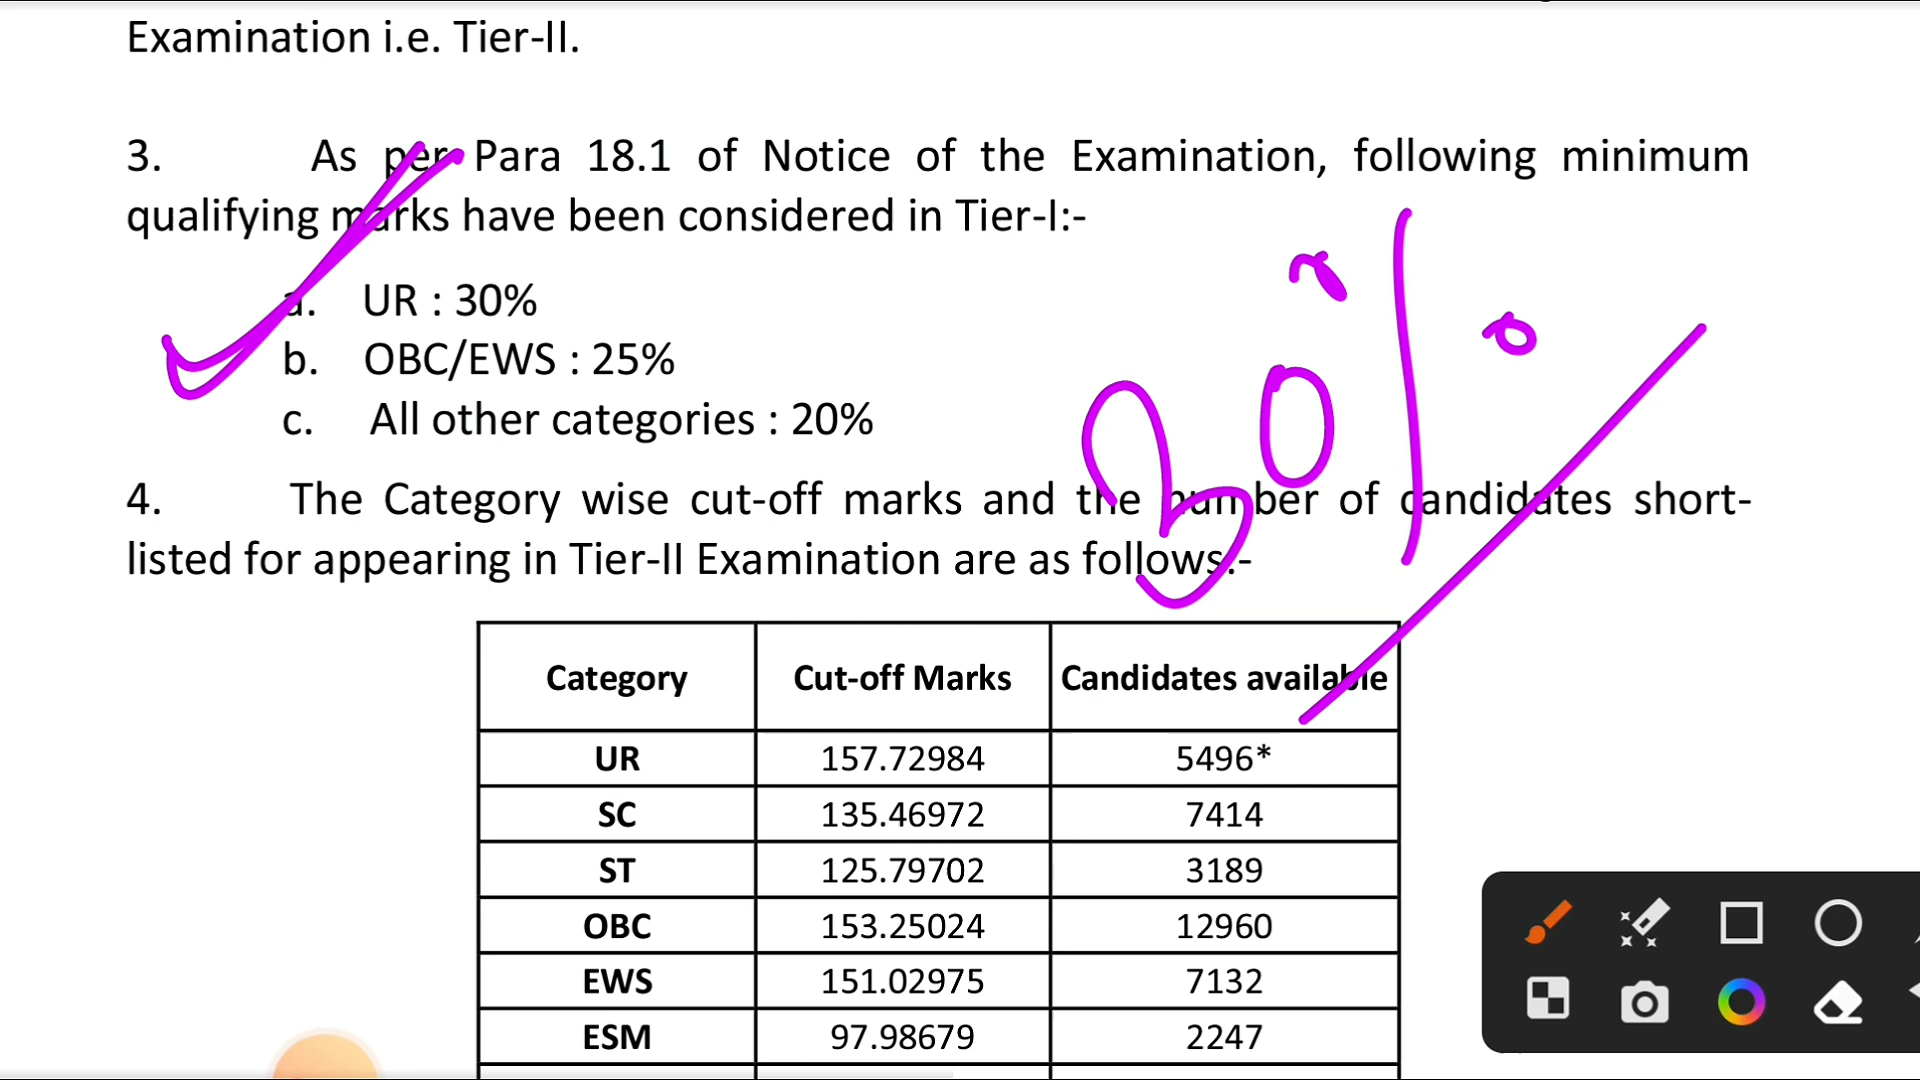 Examination i.e. Tier-II.
3. As per Para 18.1 of Notice of the Examination, following minimum
qualifying marks have been considered in Tier-I:-
a. UR : 30%
b. OBC/EWS : 25%
c. All other categories : 20%
30%
4. The Category wise cut-off marks and the number of candidates short-
listed for appearing in Tier-II Examination are as follows:-
Category Cut-off Marks Candidates available
UR 157.72984 5496*
SC 135.46972 7414
ST 125.79702 3189
OBC 153.25024 12960
EWS 151.02975 7132
ESM 97.98679 2247